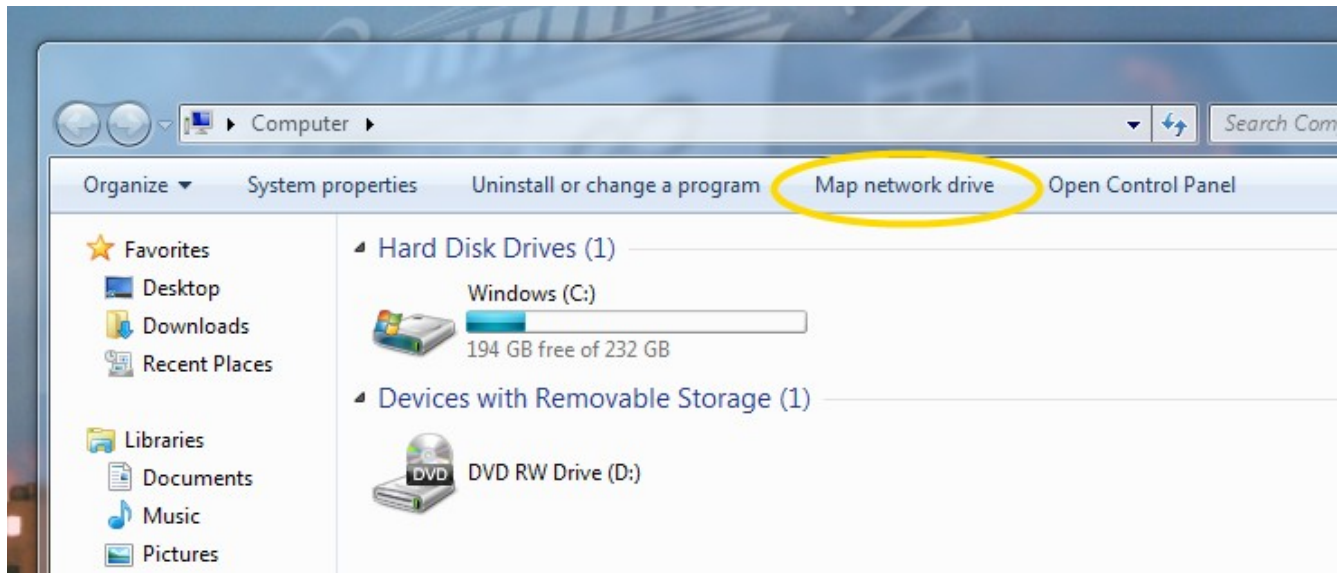 Computer
Search Com
Organize System properties Uninstall or change a program Map network drive Open Control Panel
Favorites
Desktop
Downloads
Recent Places
Libraries
Documents
Music
Pictures
Hard Disk Drives (1)
Windows (C:)
194 GB free of 232 GB
Devices with Removable Storage (1)
DVD
DVD RW Drive (D:)